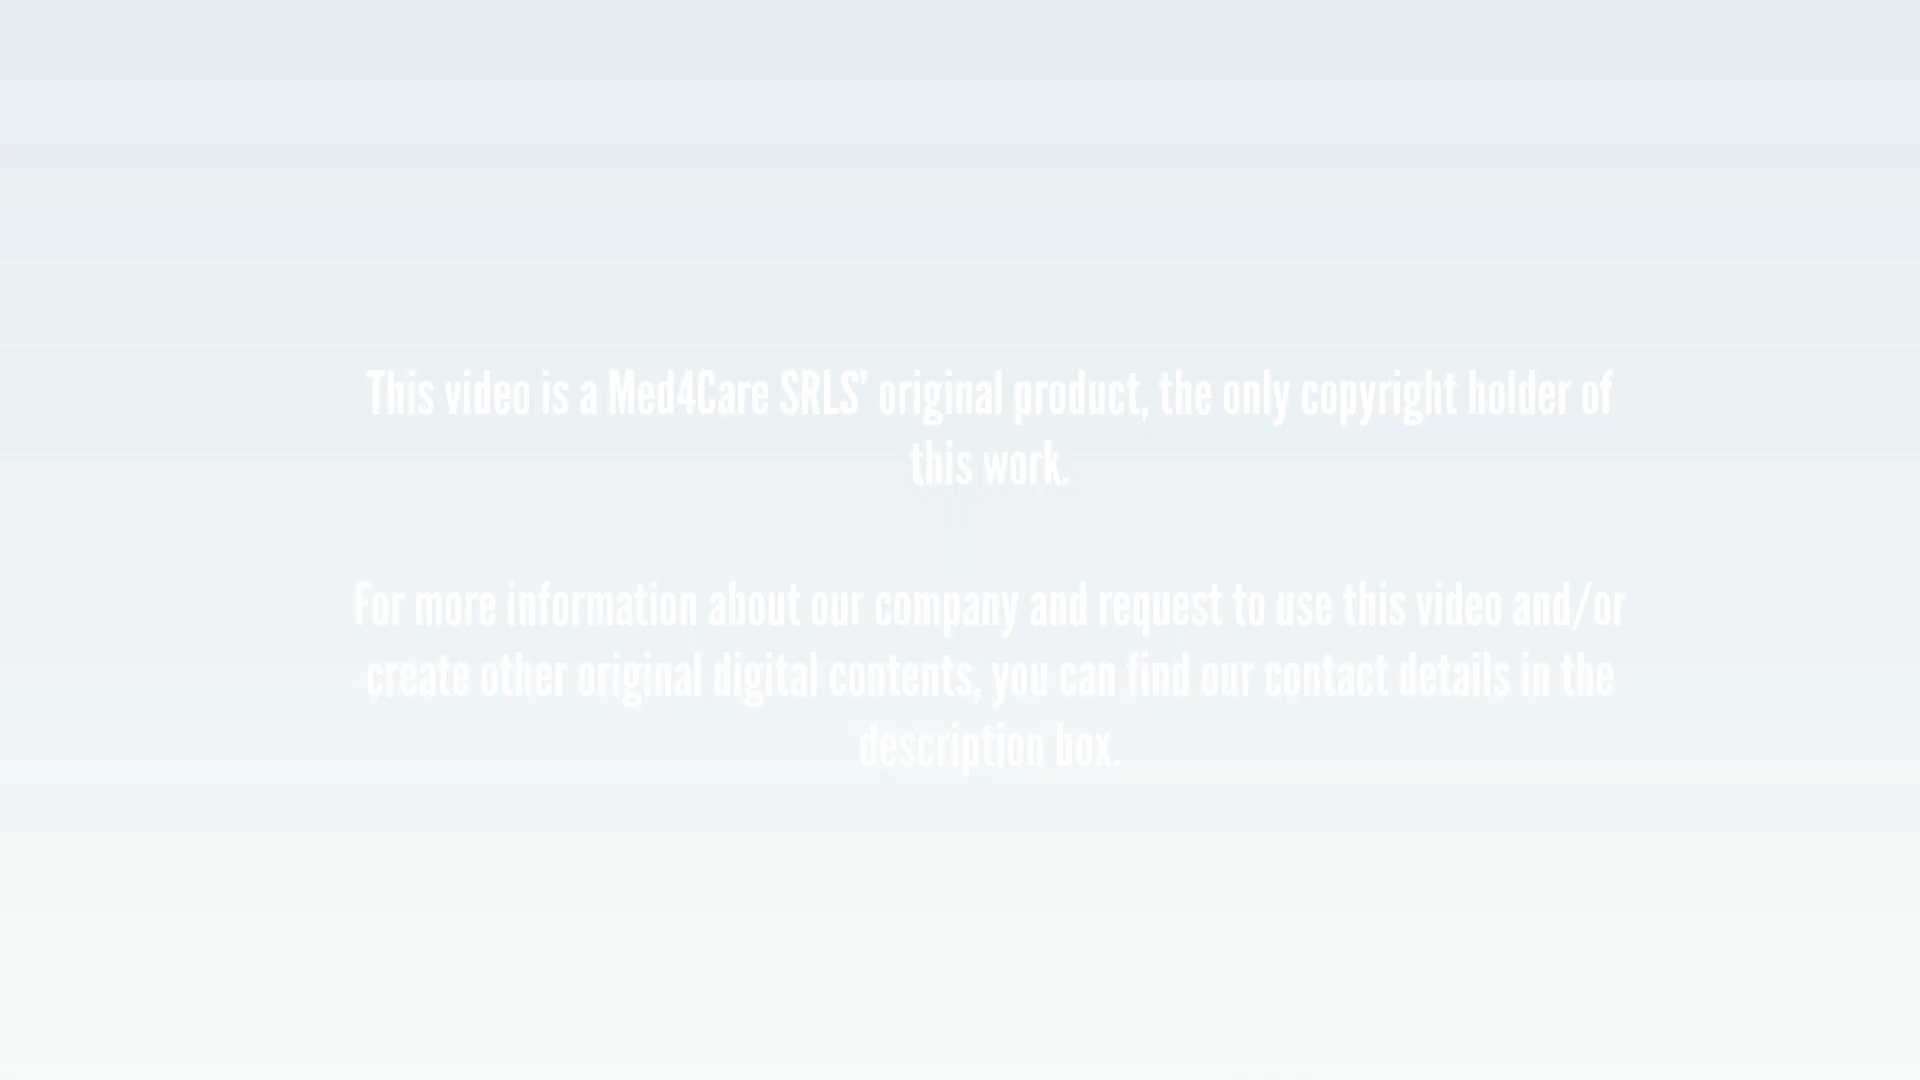 This video is a Med4Care SRLS' original product, the only copyright holder of
this work.
For more information about our company and request to use this video and/or
create other original digital contents, you can find our contact details in the
description box.